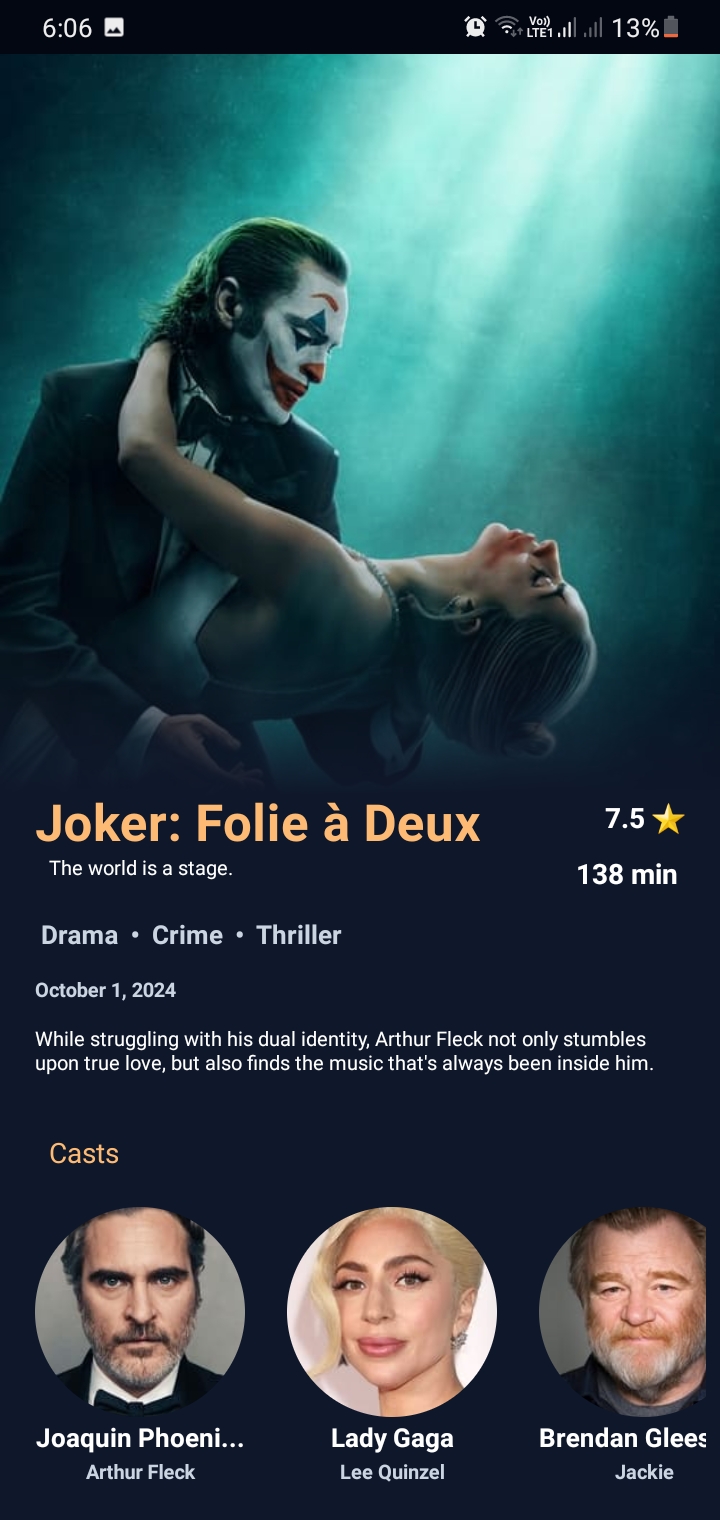 6:06
Vo))
LTE1
13%
Joker: Folie à Deux
7.5
The world is a stage.
138 min
Drama • Crime • Thriller
October 1, 2024
While struggling with his dual identity, Arthur Fleck not only stumbles
upon true love, but also finds the music that's always been inside him.
Casts
Joaquin Phoeni...
Lady Gaga
Brendan Glees
Arthur Fleck
Lee Quinzel
Jackie